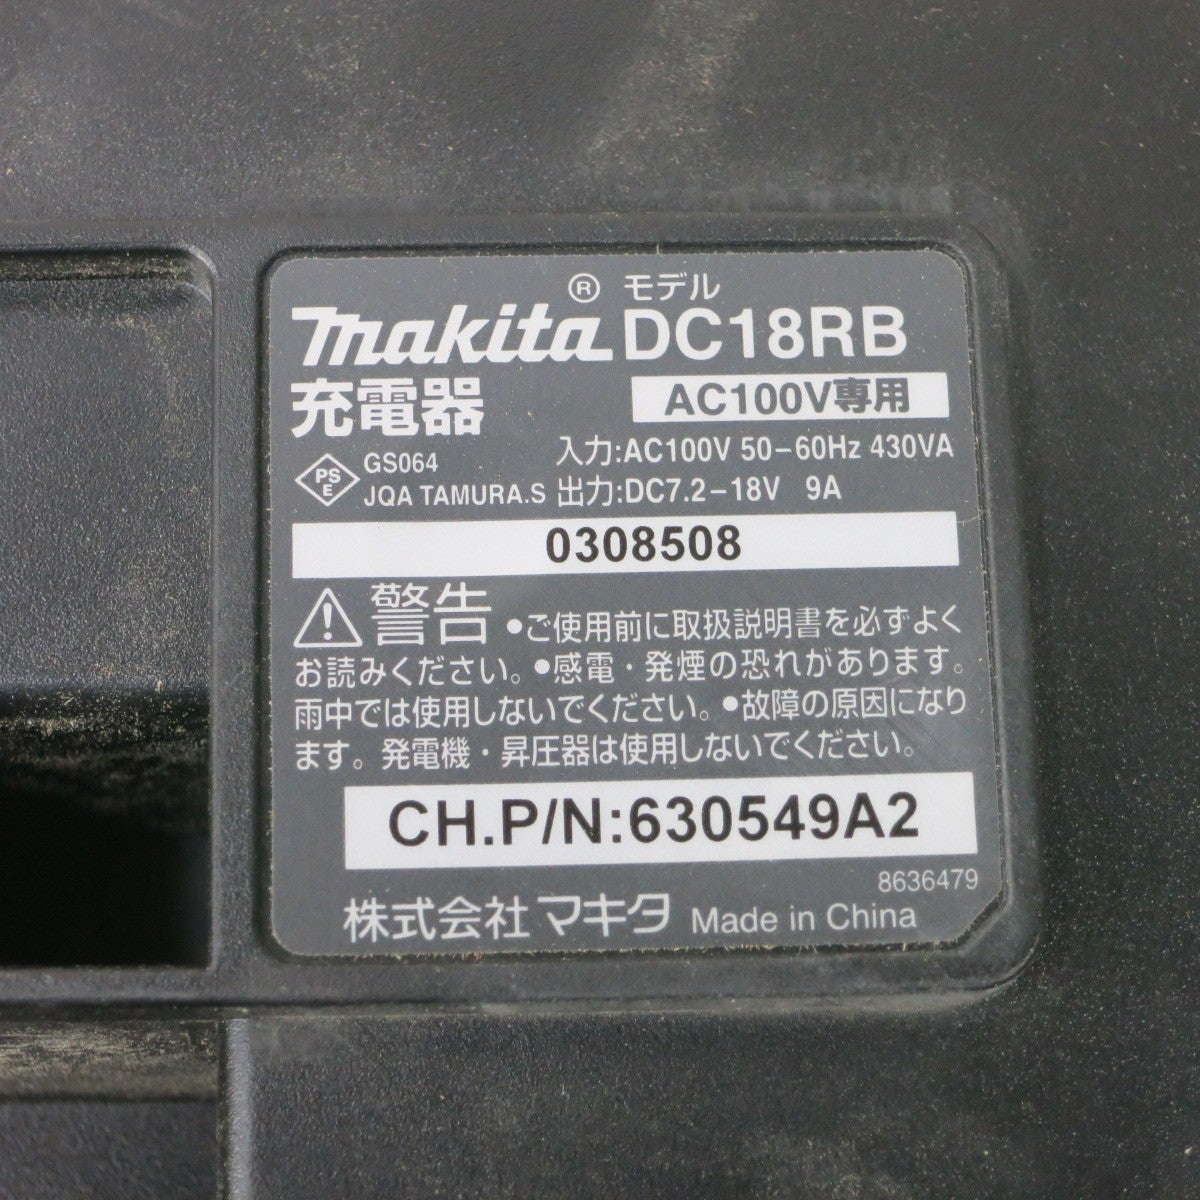 ® モデル
makita DC18RB
充電器 AC100V専用
PS E GS064 入力:AC100V 50-60Hz 430VA
JQA TAMURA.S 出力:DC7.2-18V 9A
0308508
警告 ●ご使用前に取扱説明書を必ずよく
お読みください。●感電・発煙の恐れがあります。
雨中では使用しないでください。●故障の原因になり
ます。発電機・昇圧器は使用しないでください。
CH.P/N:630549A2
8636479
株式会社マキタ Made in China